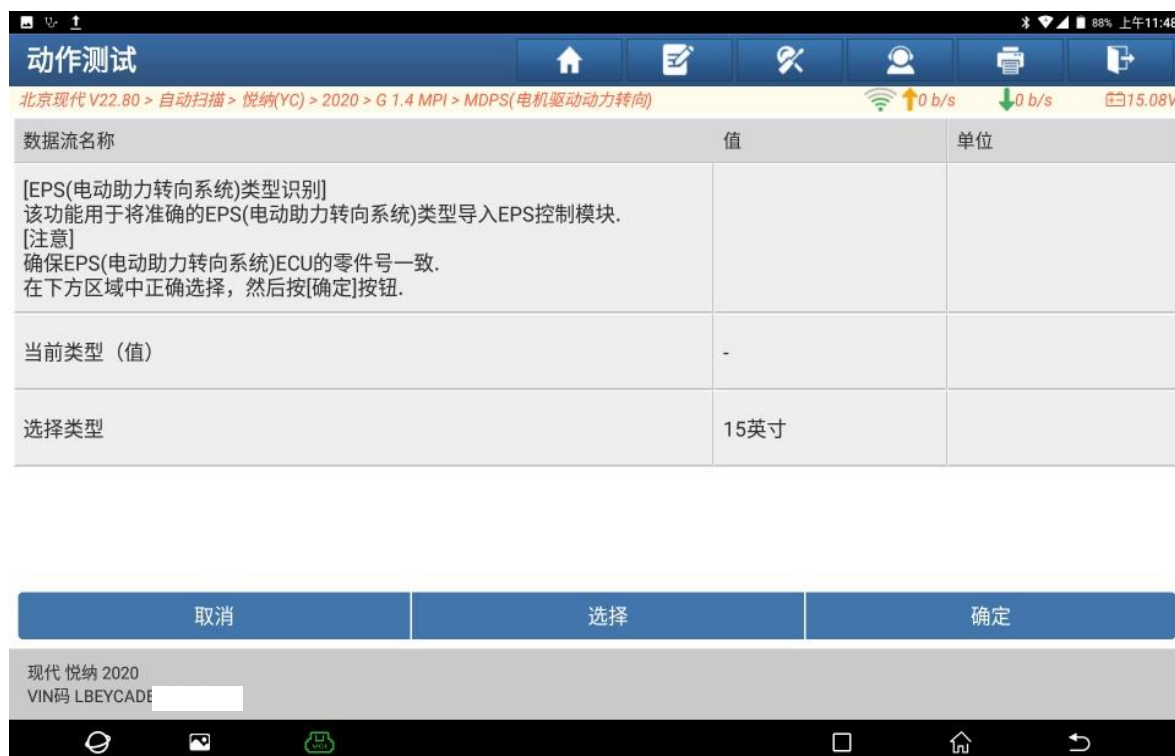 88% 上午11:48
动作测试
北京现代 V22.80 > 自动扫描 > 悦纳(YC) > 2020 > G 1.4 MPI > MDPS(电机驱动动力转向)
0 b/s
0 b/s
15.08V
数据流名称 值 单位
[EPS(电动助力转向系统)类型识别]
该功能用于将准确的EPS(电动助力转向系统)类型导入EPS控制模块.
[注意]
确保EPS(电动助力转向系统)ECU的零件号一致.
在下方区域中正确选择，然后按[确定]按钮.
当前类型（值） -
选择类型 15英寸
取消 选择 确定
现代 悦纳 2020
VIN码 LBEYCADE
VCI